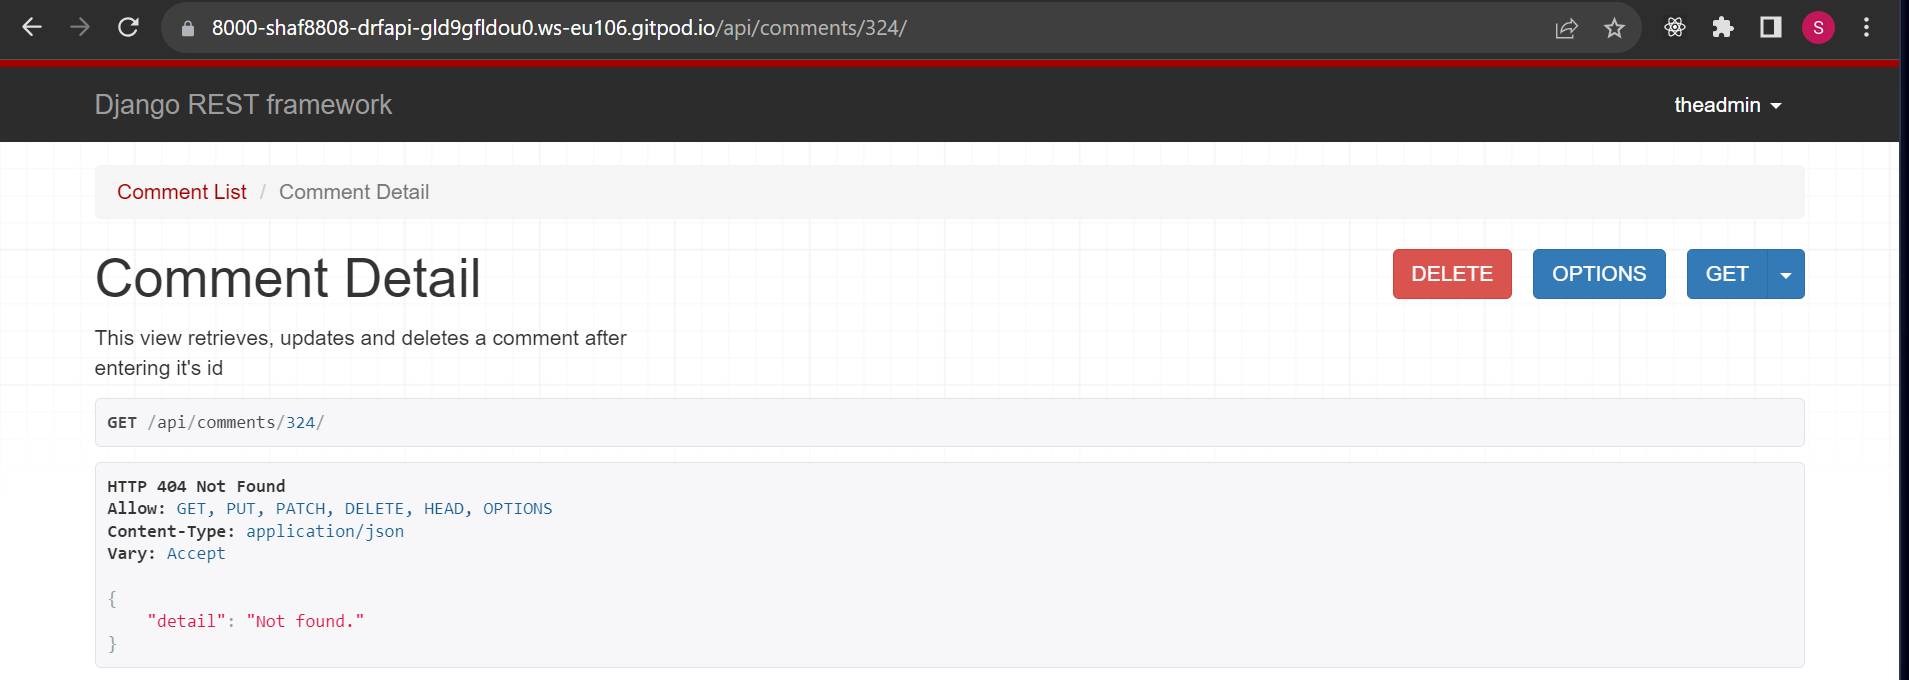 8000-shaf8808-drfapi-gld9gfldou0.ws-eu106.gitpod.io/api/comments/324/
S
Django REST framework
theadmin
Comment List / Comment Detail
Comment Detail
DELETE
OPTIONS
GET
This view retrieves, updates and deletes a comment after
entering it's id
GET /api/comments/324/
HTTP 404 Not Found
Allow: GET, PUT, PATCH, DELETE, HEAD, OPTIONS
Content-Type: application/json
Vary: Accept
{
    "detail": "Not found."
}